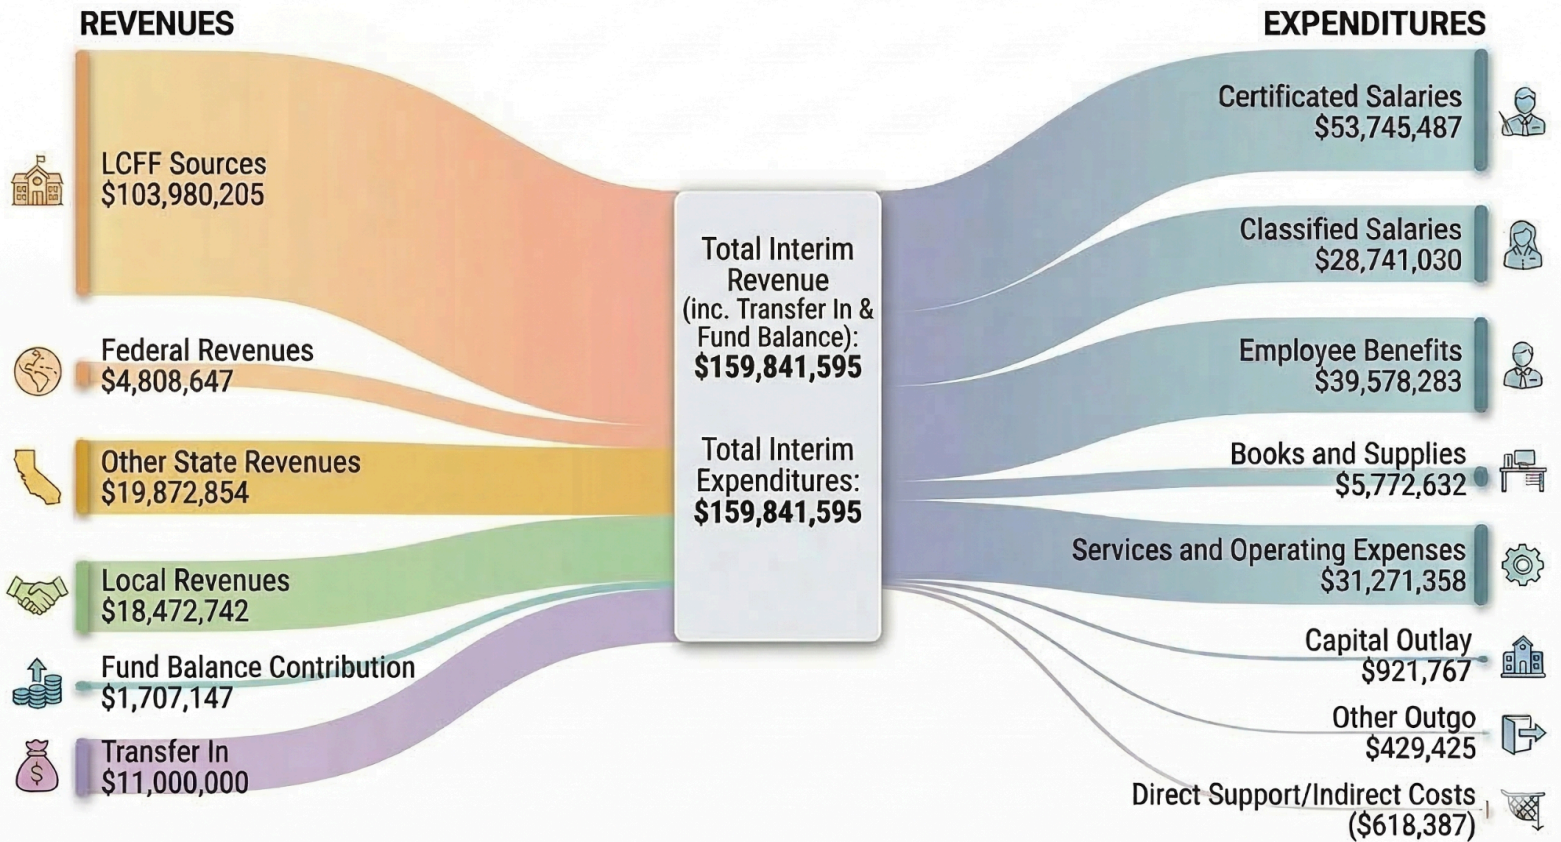 REVENUES
LCFF Sources
$103,980,205
Federal Revenues
$4,808,647
Other State Revenues
$19,872,854
Local Revenues
$18,472,742
Fund Balance Contribution
$1,707,147
Transfer In
$11,000,000
$
Total Interim
Revenue
(inc. Transfer In &
Fund Balance):
$159,841,595
Total Interim
Expenditures:
$159,841,595
EXPENDITURES
Certificated Salaries
$53,745,487
Classified Salaries
$28,741,030
Employee Benefits
$39,578,283
Books and Supplies
$5,772,632
Services and Operating Expenses
$31,271,358
Capital Outlay
$921,767
Other Outgo
$429,425
Direct Support/Indirect Costs
($618,387)